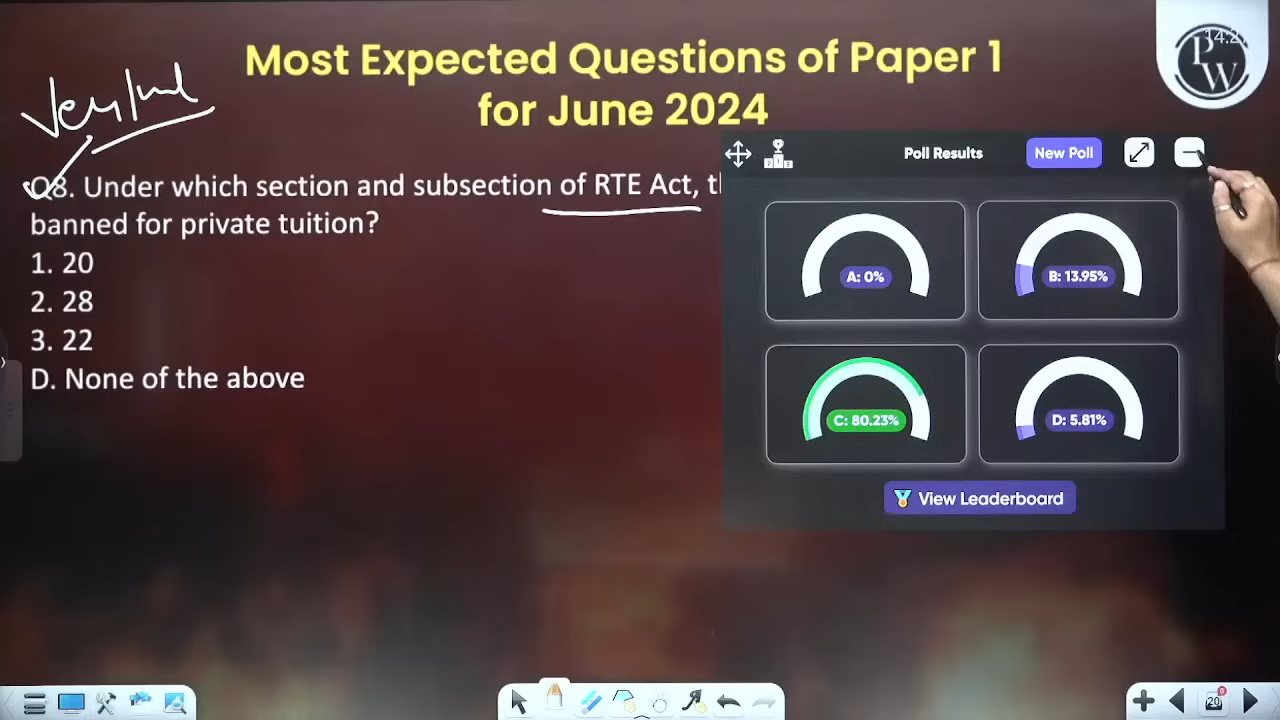 Most Expected Questions of Paper 1
for June 2024
PW
Q8. Under which section and subsection of RTE Act,
banned for private tuition?
1. 20
2. 28
3. 22
D. None of the above
Poll Results
New Poll
A: 0%
B: 13.95%
C: 80.23%
D: 5.81%
View Leaderboard
20